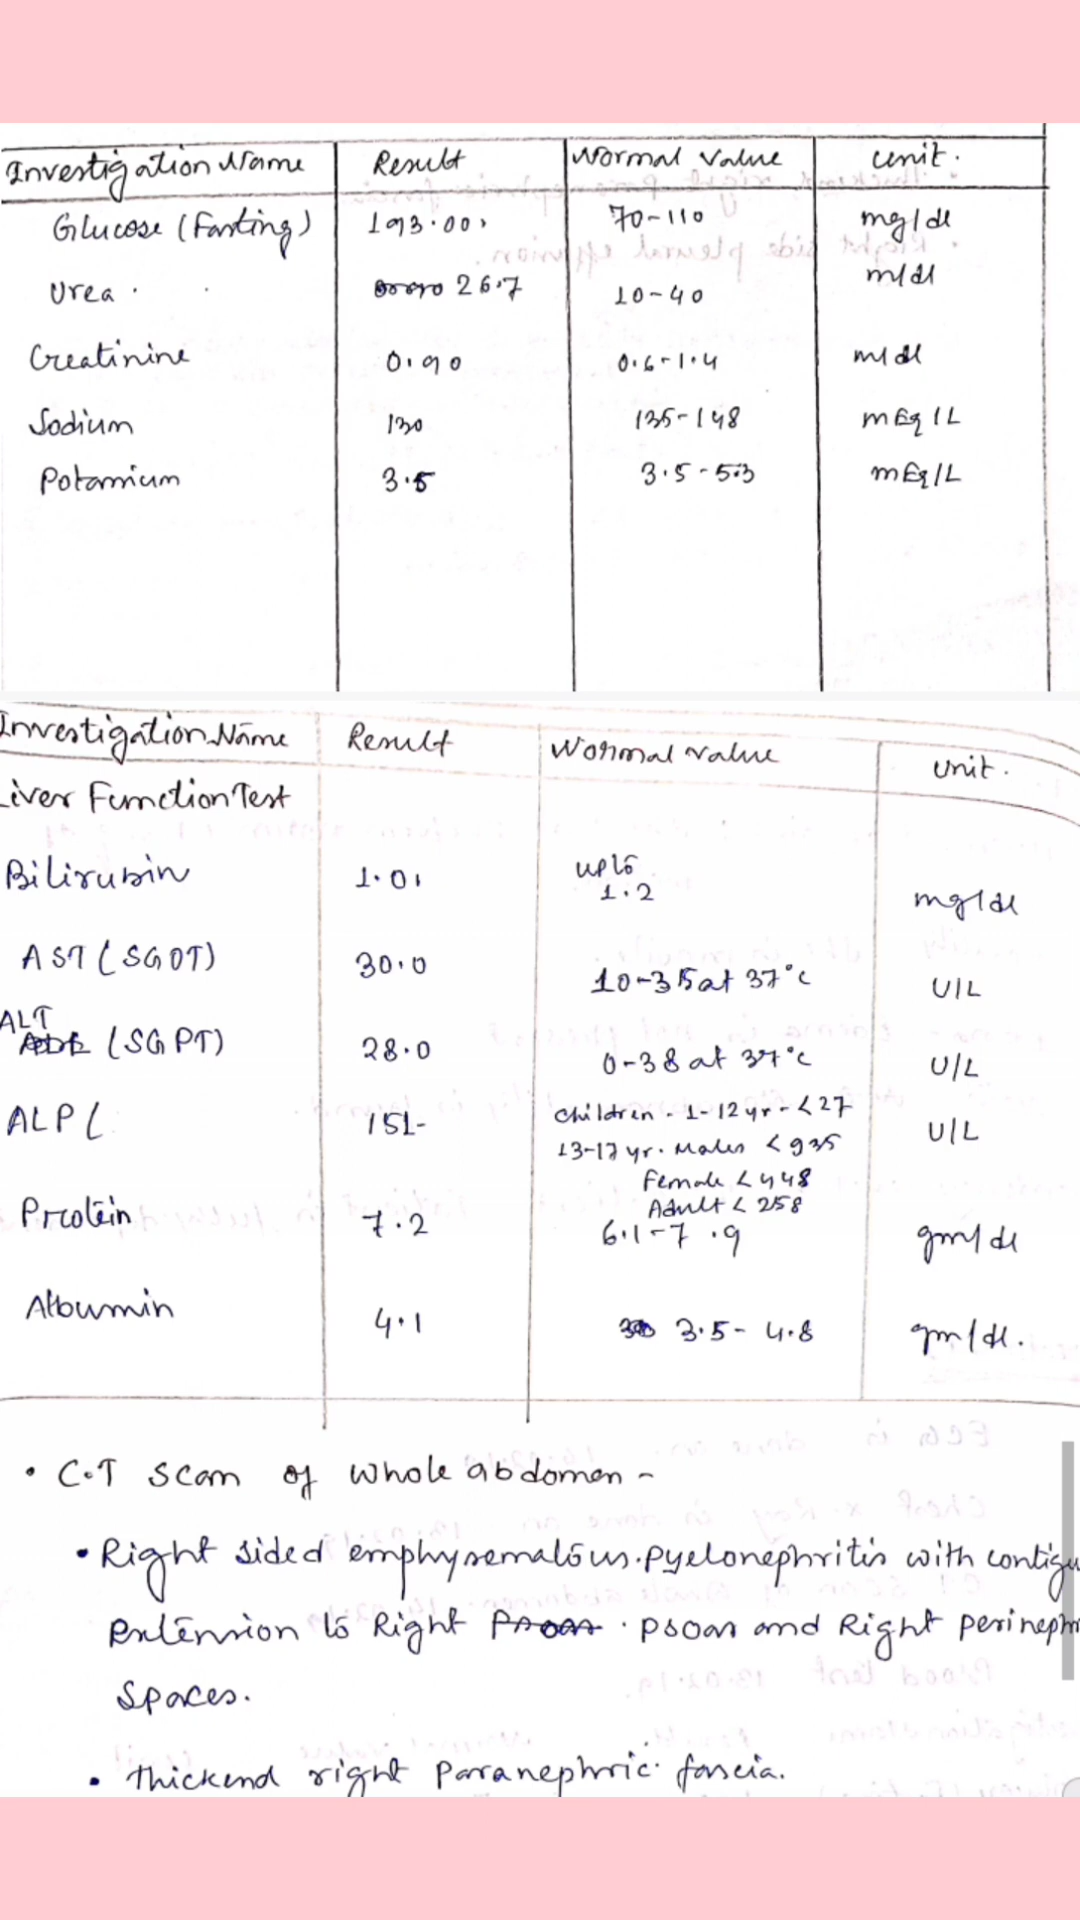 Investigation Name Result Normal Value Unit.
Glucose (Fasting) 193.00 70-110 mg/dl
Urea. 26.7 10-40 m/dl
Creatinine 0.90 0.6-1.4 m/dl
Sodium 130 135-148 mEq/L
Potassium 3.5 3.5-5.3 mEq/L
Investigation Name Result Normal value Unit.
Liver Function Test
Bilirubin 1.01 upto 1.2 mg/dl
AST (SGOT) 30.0 10-35 at 37°c U/L
ALT (SGPT) 28.0 0-38 at 37°c U/L
ALP ( 151- Children - 1-12 yr - < 27 U/L
13-17 yr. Males < 935
Female < 448
Adult < 258
Protein 7.2 6.1-7.9 gm/dl
Albumin 4.1 3.5-4.8 gm/dl.
• C.T Scan of whole abdomen -
• Right sided emphysematous pyelonephritis with contigu
extension to Right psoas and Right perineph
Spaces.
• thickend right Paranephric fascia.